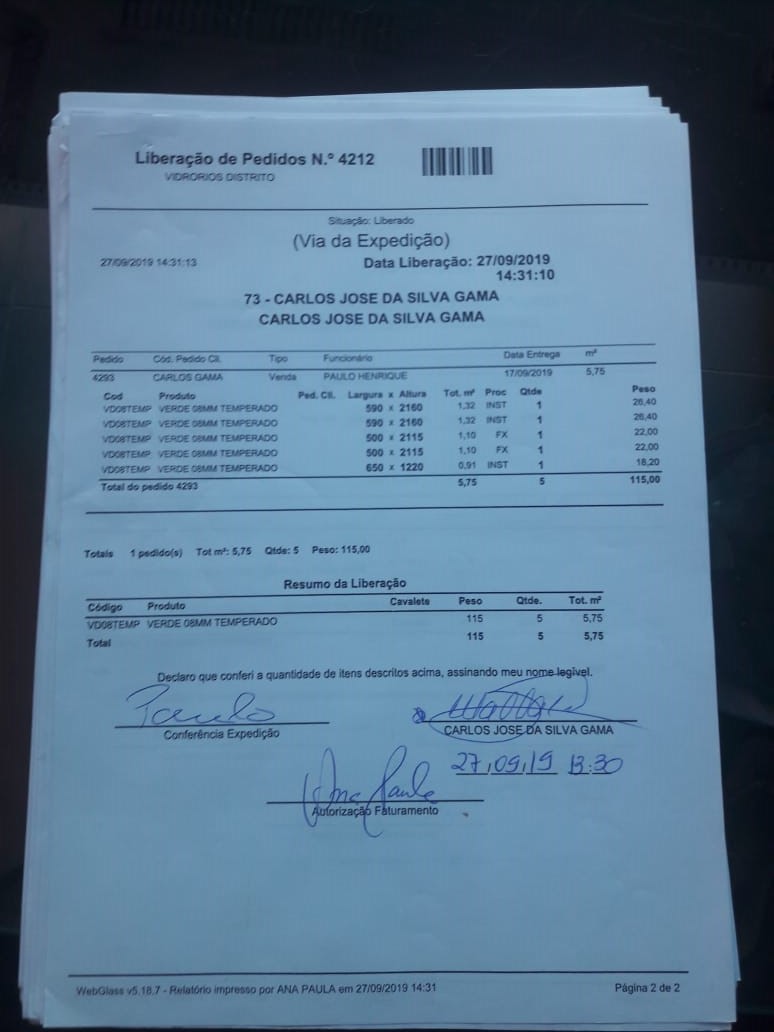 Liberação de Pedidos N.º 4212
VIDRORIOS DISTRITO
Situação: Liberado
(Via da Expedição)
27/09/2019 14:31:13
Data Liberação: 27/09/2019
14:31:10
73 - CARLOS JOSE DA SILVA GAMA
CARLOS JOSE DA SILVA GAMA
Pedido Cód. Pedido Cli. Tipo Funcionário Data Entrega m²
4293 CARLOS GAMA Venda PAULO HENRIQUE 17/09/2019 5,75
Cod Produto Ped. Cli. Largura x Altura Tot. m² Proc Qtde Peso
VD08TEMP VERDE 08MM TEMPERADO 590 x 2160 1,32 INST 1 26,40
VD08TEMP VERDE 08MM TEMPERADO 590 x 2160 1,32 INST 1 26,40
VD08TEMP VERDE 08MM TEMPERADO 500 x 2115 1,10 FX 1 22,00
VD08TEMP VERDE 08MM TEMPERADO 500 x 2115 1,10 FX 1 22,00
VD08TEMP VERDE 08MM TEMPERADO 650 x 1220 0,91 INST 1 18,20
Total do pedido 4293 5,75 5 115,00
Totais 1 pedido(s) Tot m²: 5,75 Qtde: 5 Peso: 115,00
Resumo da Liberação
Código Produto Cavalete Peso Qtde. Tot. m²
VD08TEMP VERDE 08MM TEMPERADO 115 5 5,75
Total 115 5 5,75
Declaro que conferi a quantidade de itens descritos acima, assinando meu nome legível.
Paulo
Conferência Expedição
CARLOS JOSE DA SILVA GAMA
27/09/19 13:30
Ana Paula
Autorização Faturamento
WebGlass v5.18.7 - Relatório impresso por ANA PAULA em 27/09/2019 14:31 Página 2 de 2